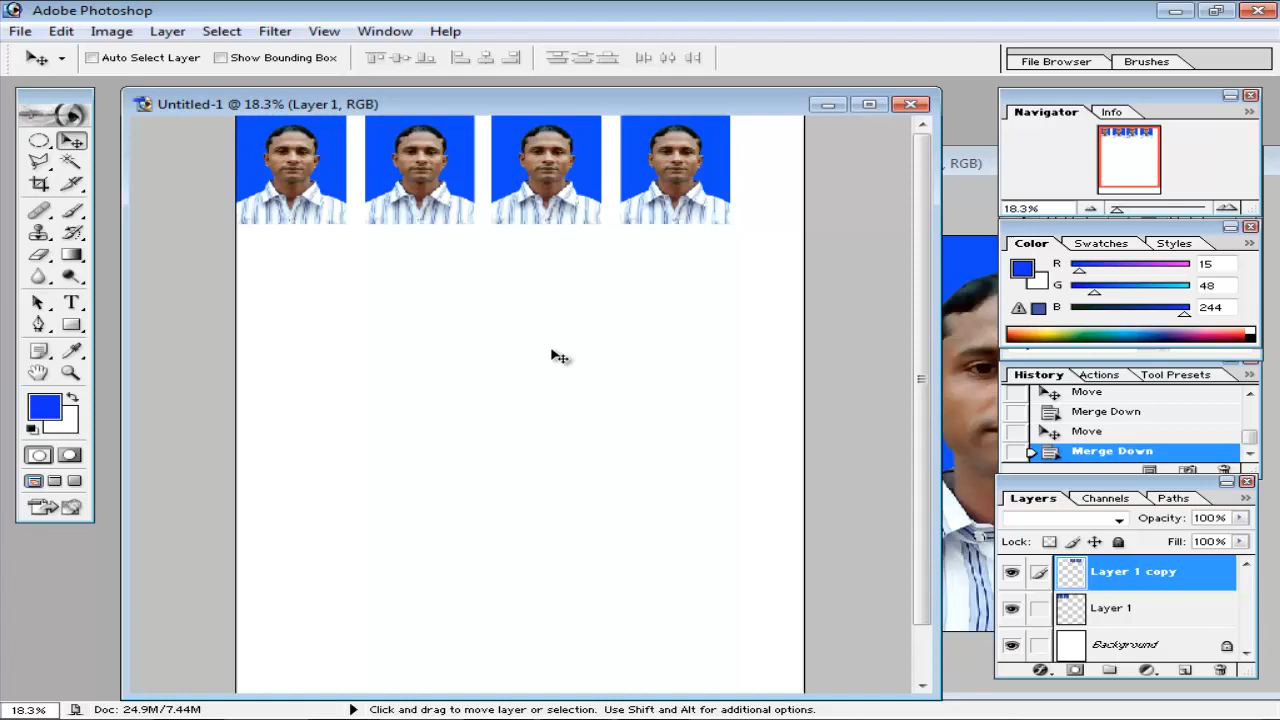 Adobe Photoshop
File Edit Image Layer Select Filter View Window Help
Auto Select Layer Show Bounding Box File Browser Brushes
Untitled-1 @ 18.3% (Layer 1, RGB)
, RGB)
Navigator Info
18.3%
Color Swatches Styles
R 15
G 48
B 244
History Actions Tool Presets
Move
Merge Down
Move
Merge Down
Layers Channels Paths
Opacity: 100%
Lock: Fill: 100%
Layer 1 copy
Layer 1
Background
18.3% Doc: 24.9M/7.44M Click and drag to move layer or selection. Use Shift and Alt for additional options.